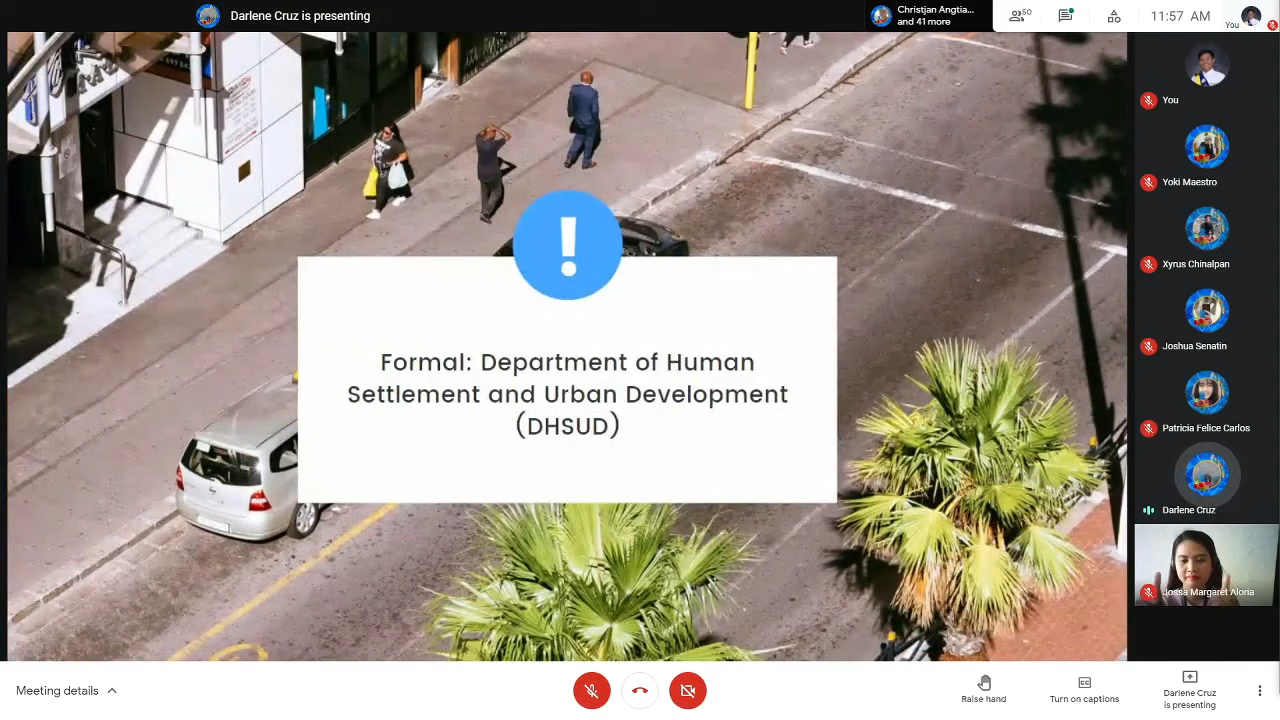 Darlene Cruz is presenting
Christjan Angtia...
and 41 more
50
11:57 AM
You
Formal: Department of Human
Settlement and Urban Development
(DHSUD)
You
Yoki Maestro
Xyrus Chinalpan
Joshua Senatin
Patricia Felice Carlos
Darlene Cruz
Jossa Margaret Aloria
Meeting details
Raise hand
Turn on captions
Darlene Cruz
is presenting